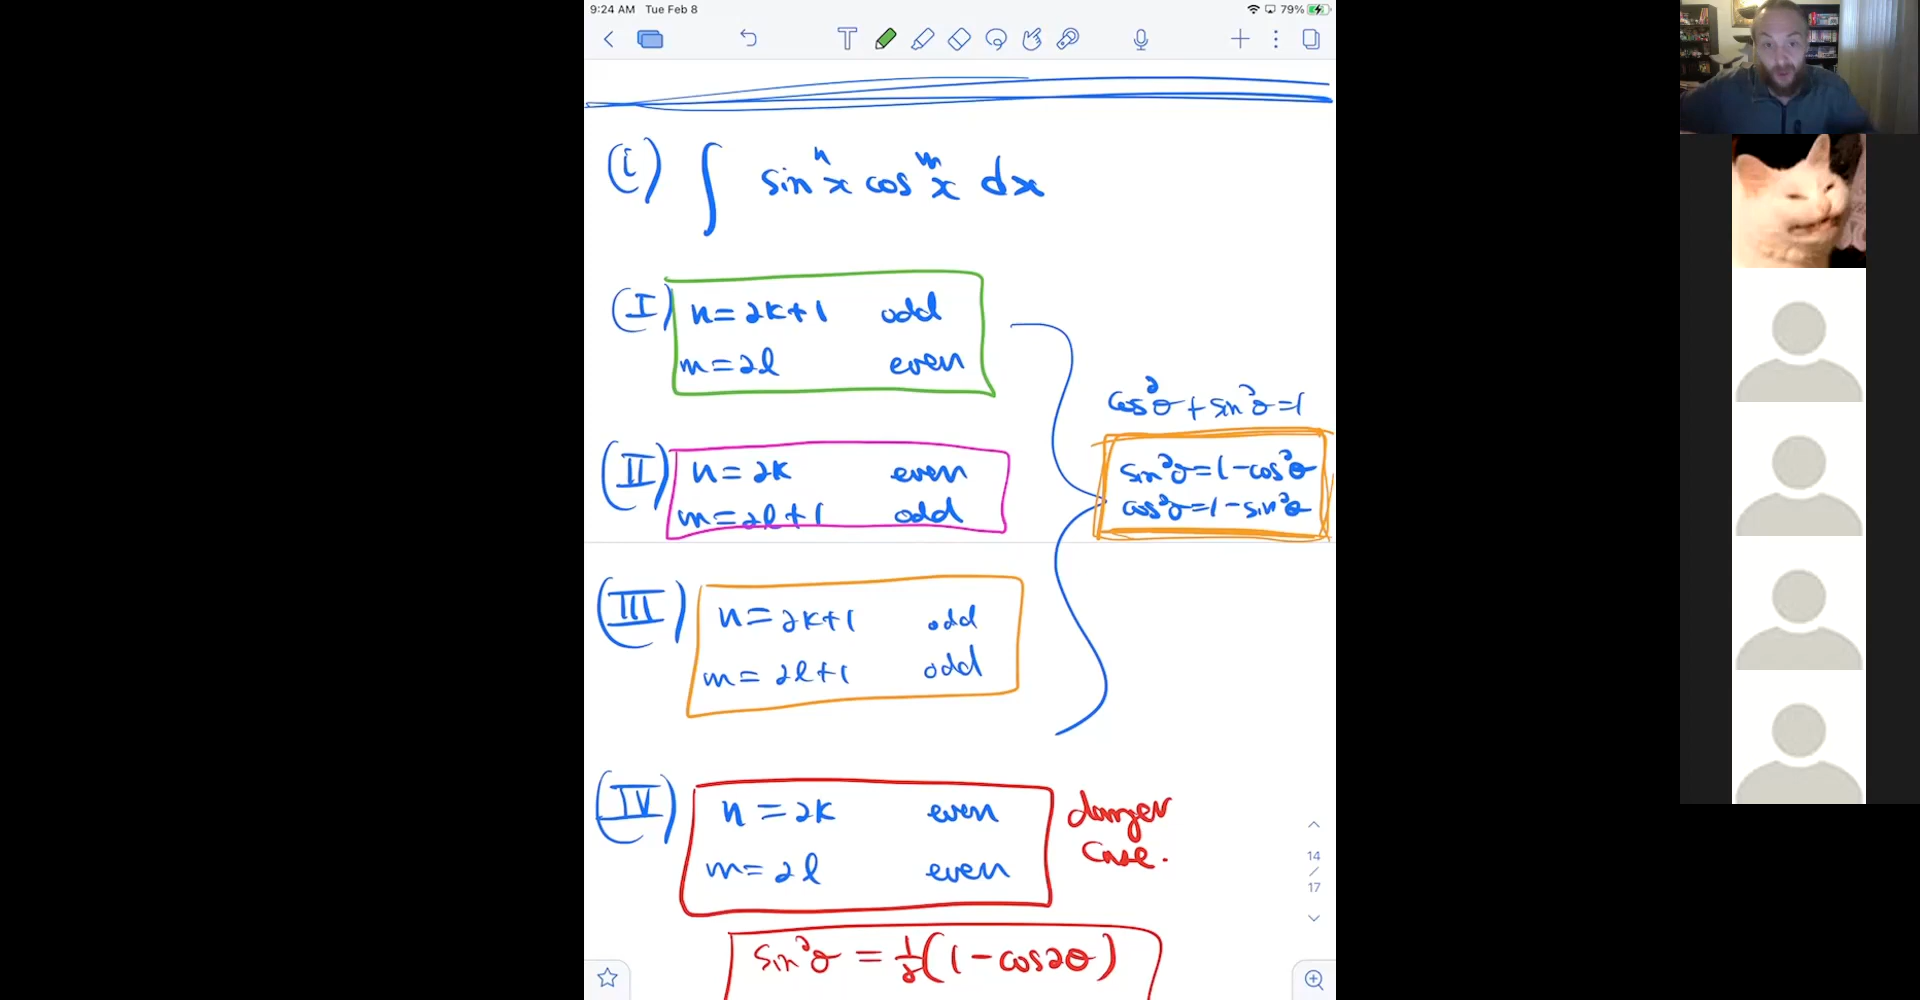 9:24 AM Tue Feb 8 79%
(i) ∫ sinⁿx cosᵐx dx
(I) n=2k+1 odd
m=2l even
cos²θ+sin²θ=1
(II) n=2k even
m=2l+1 odd
sin²θ=1-cos²θ
cos²θ=1-sin²θ
(III) n=2k+1 odd
m=2l+1 odd
(IV) n=2k even
m=2l even
danger
case.
14
/
17
sin²θ = 1/2(1-cos2θ)